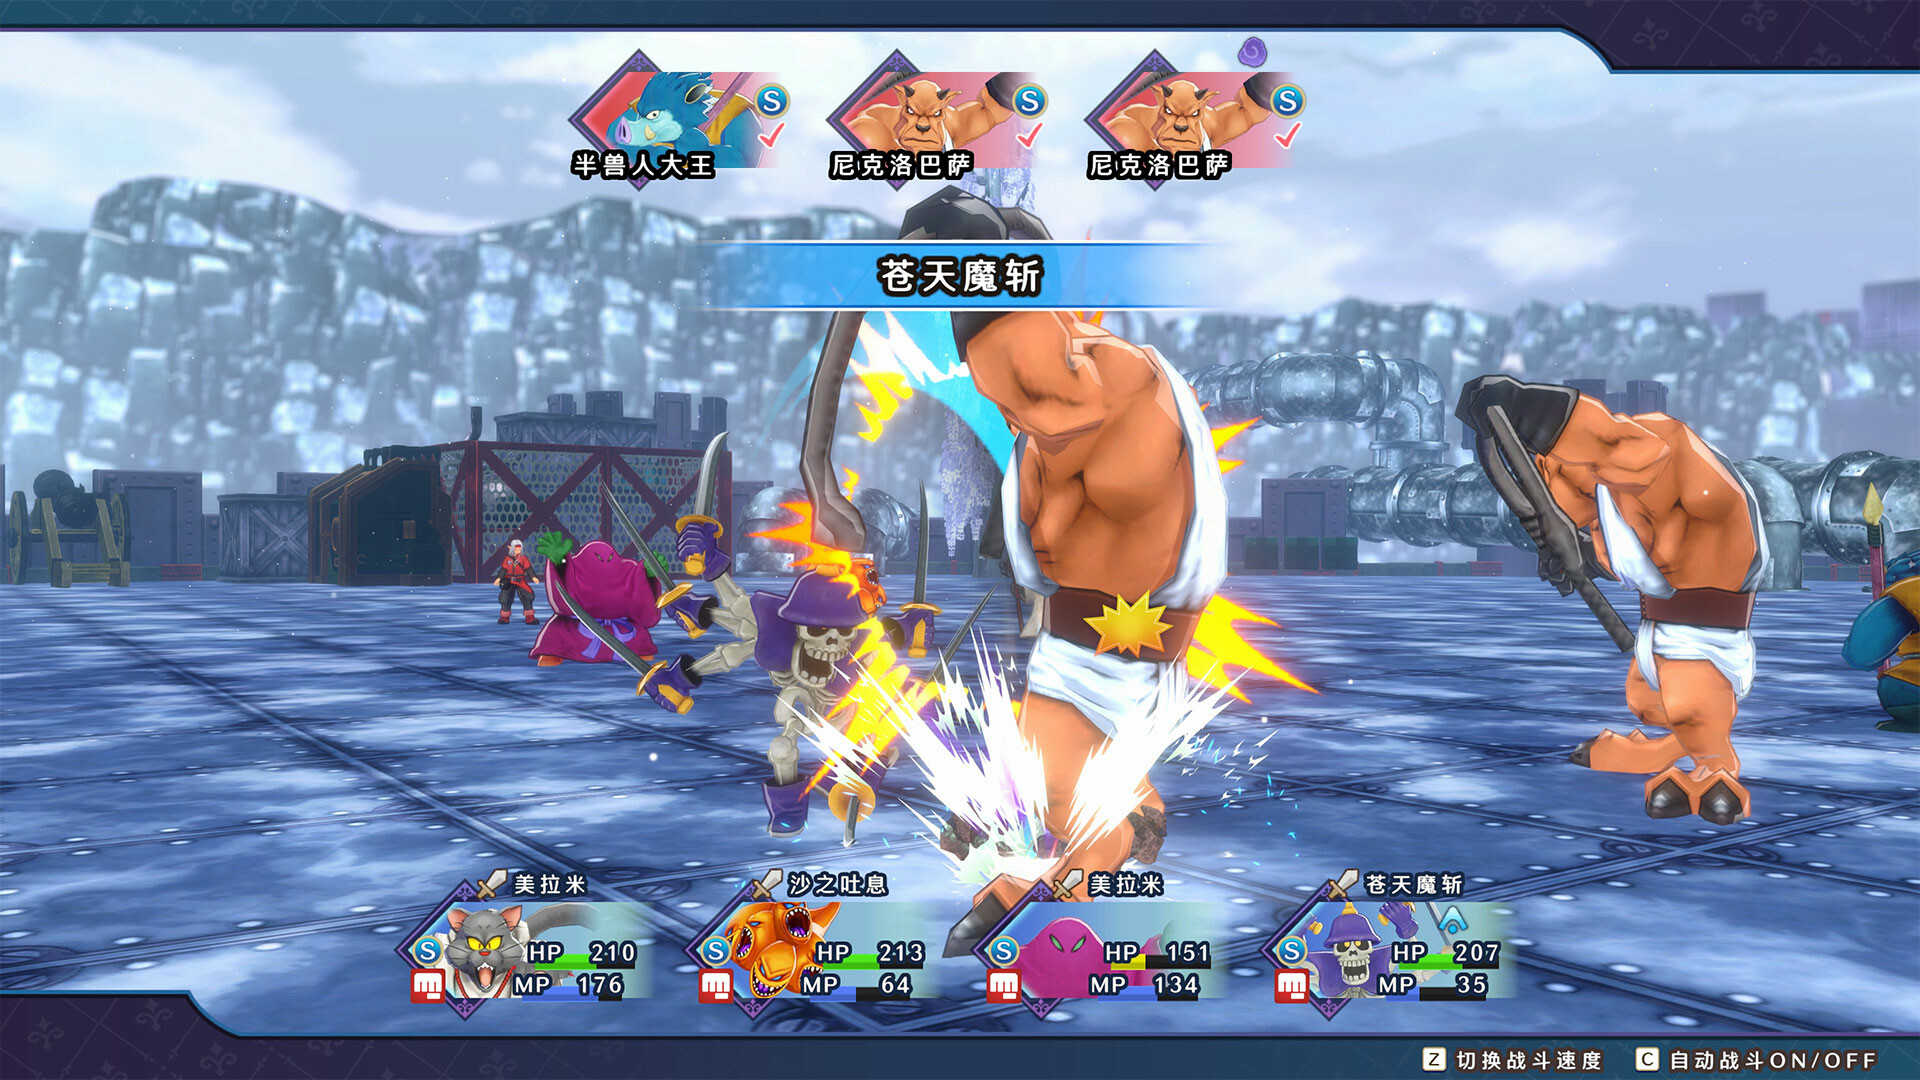 S
S
S
半兽人大王
尼克洛巴萨
尼克洛巴萨
苍天魔斩
美拉米
S
HP 210
MP 176
沙之吐息
S
HP 213
MP 64
美拉米
S
HP 151
MP 134
苍天魔斩
S
HP 207
MP 35
Z 切换战斗速度
C 自动战斗ON/OFF